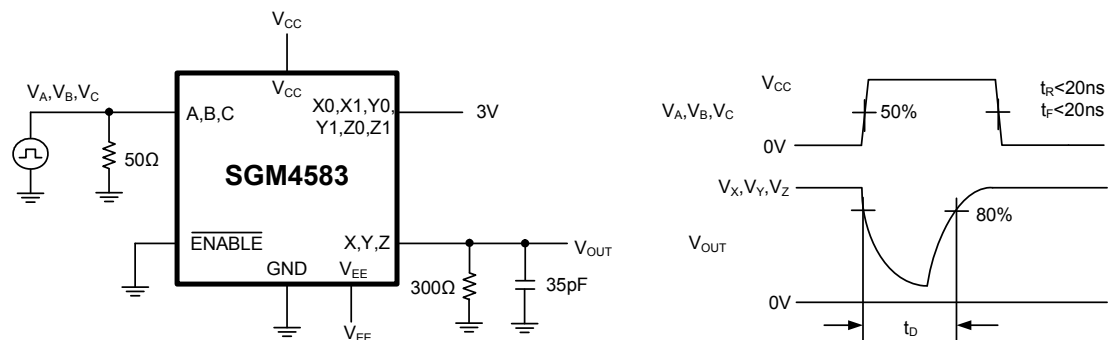 VCC
VA,VB,VC
VCC
A,B,C
X0,X1,Y0,
Y1,Z0,Z1
3V
50Ω
SGM4583
ENABLE
X,Y,Z
VOUT
GND
VEE
300Ω
35pF
VEE
VCC
tR<20ns
tF<20ns
VA,VB,VC
50%
0V
VX,VY,VZ
80%
VOUT
0V
tD